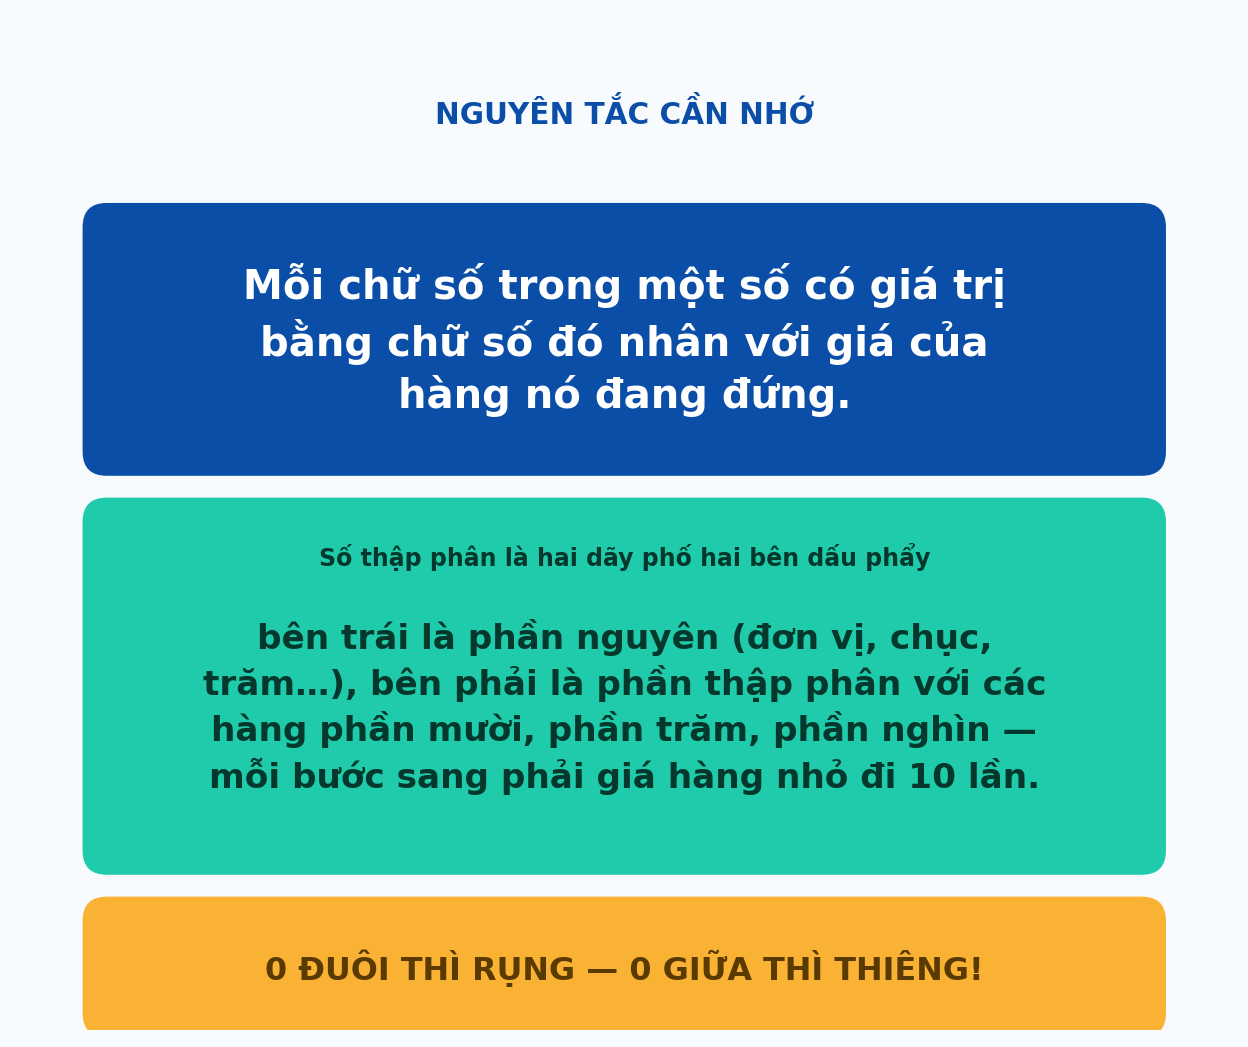 NGUYÊN TẮC CẦN NHỚ
Mỗi chữ số trong một số có giá trị
bằng chữ số đó nhân với giá của
hàng nó đang đứng.
Số thập phân là hai dãy phố hai bên dấu phẩy
bên trái là phần nguyên (đơn vị, chục,
trăm…), bên phải là phần thập phân với các
hàng phần mười, phần trăm, phần nghìn —
mỗi bước sang phải giá hàng nhỏ đi 10 lần.
0 ĐUÔI THÌ RỤNG — 0 GIỮA THÌ THIÊNG!